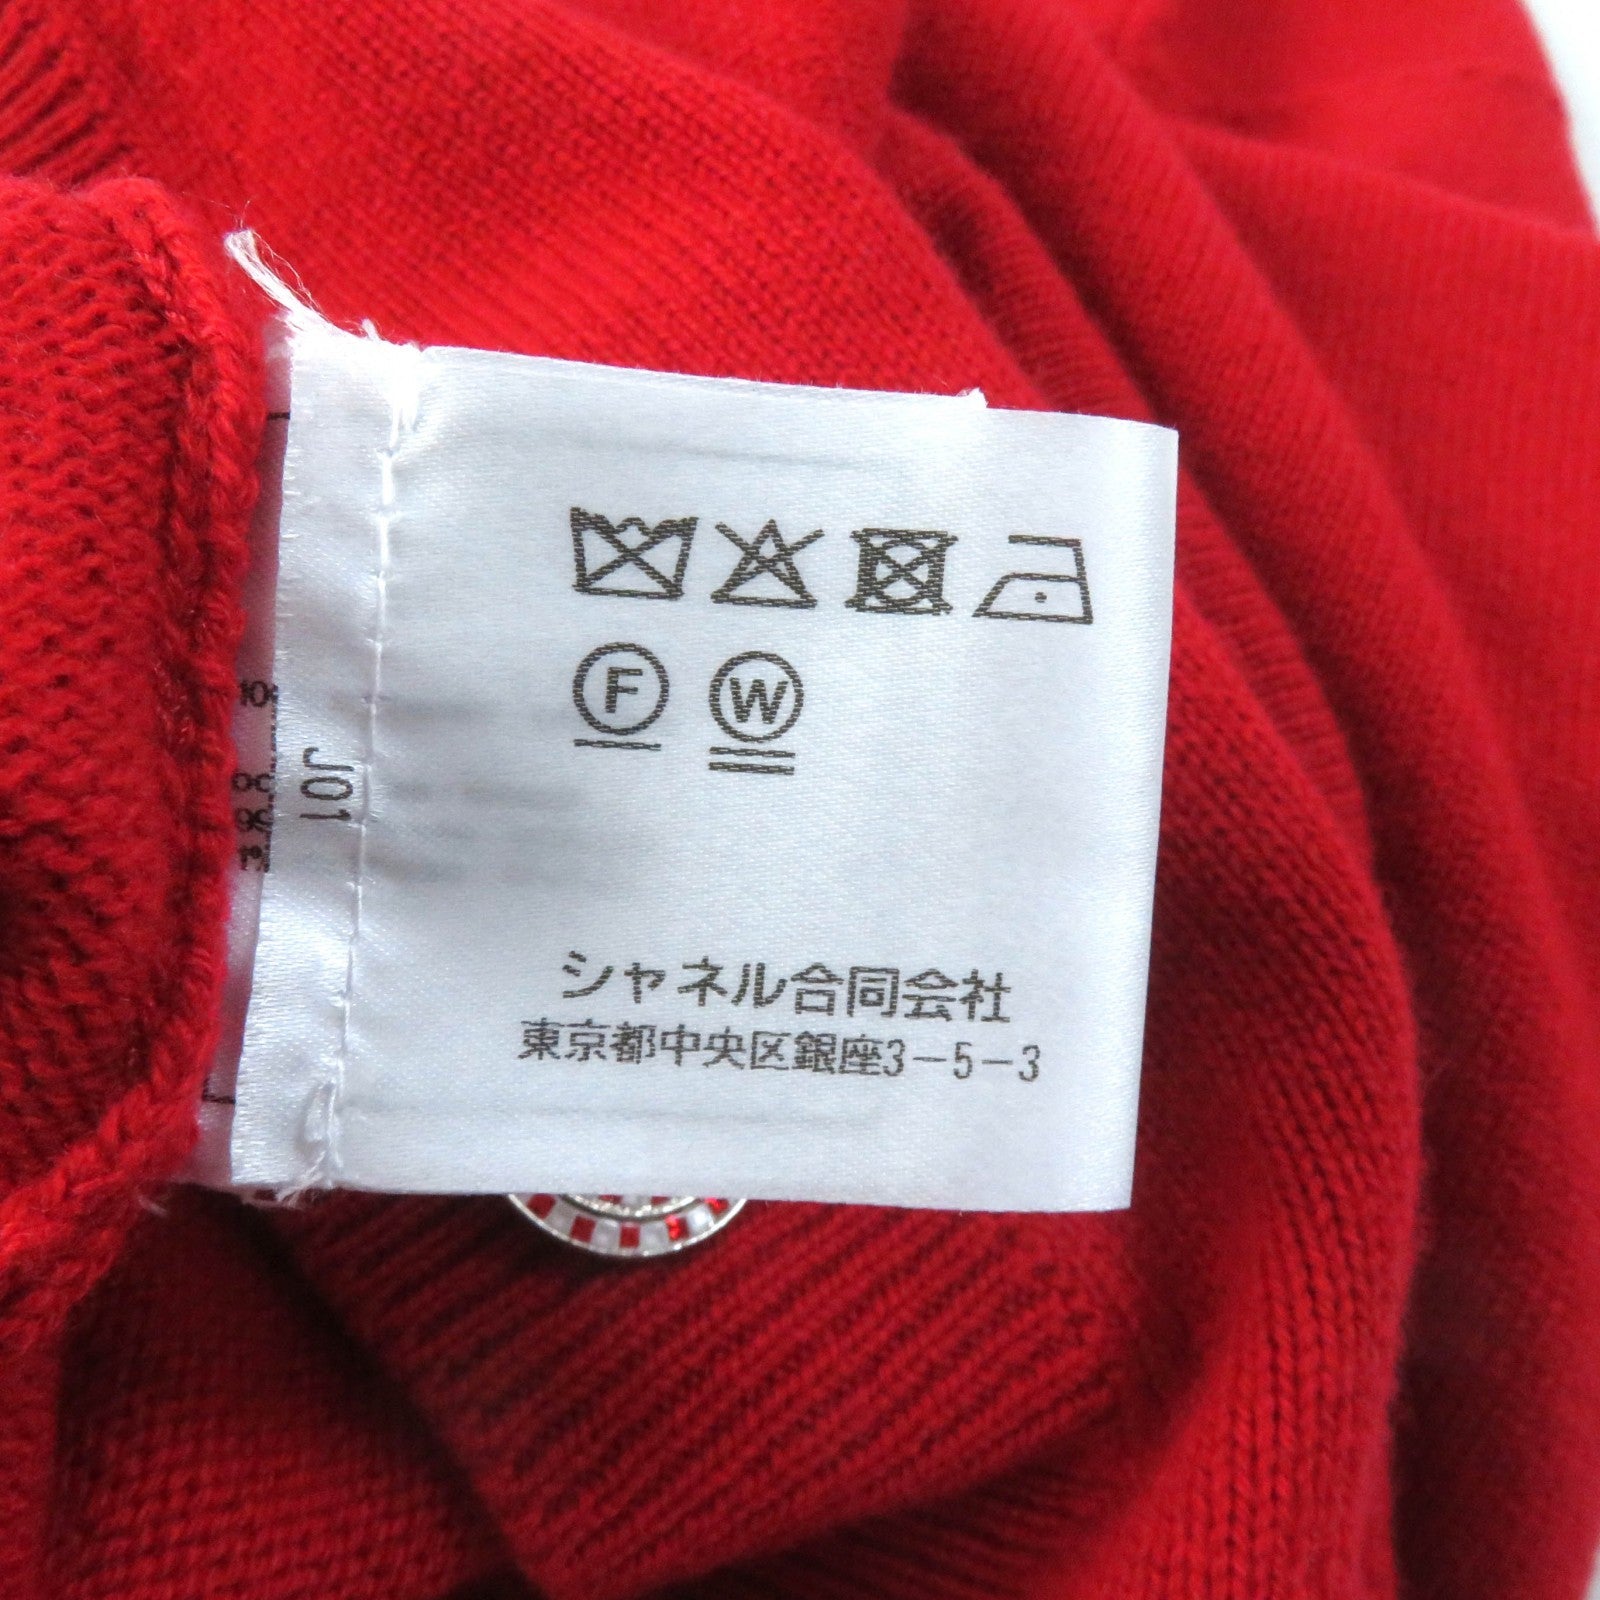 F W
J01
シャネル合同会社
東京都中央区銀座3-5-3